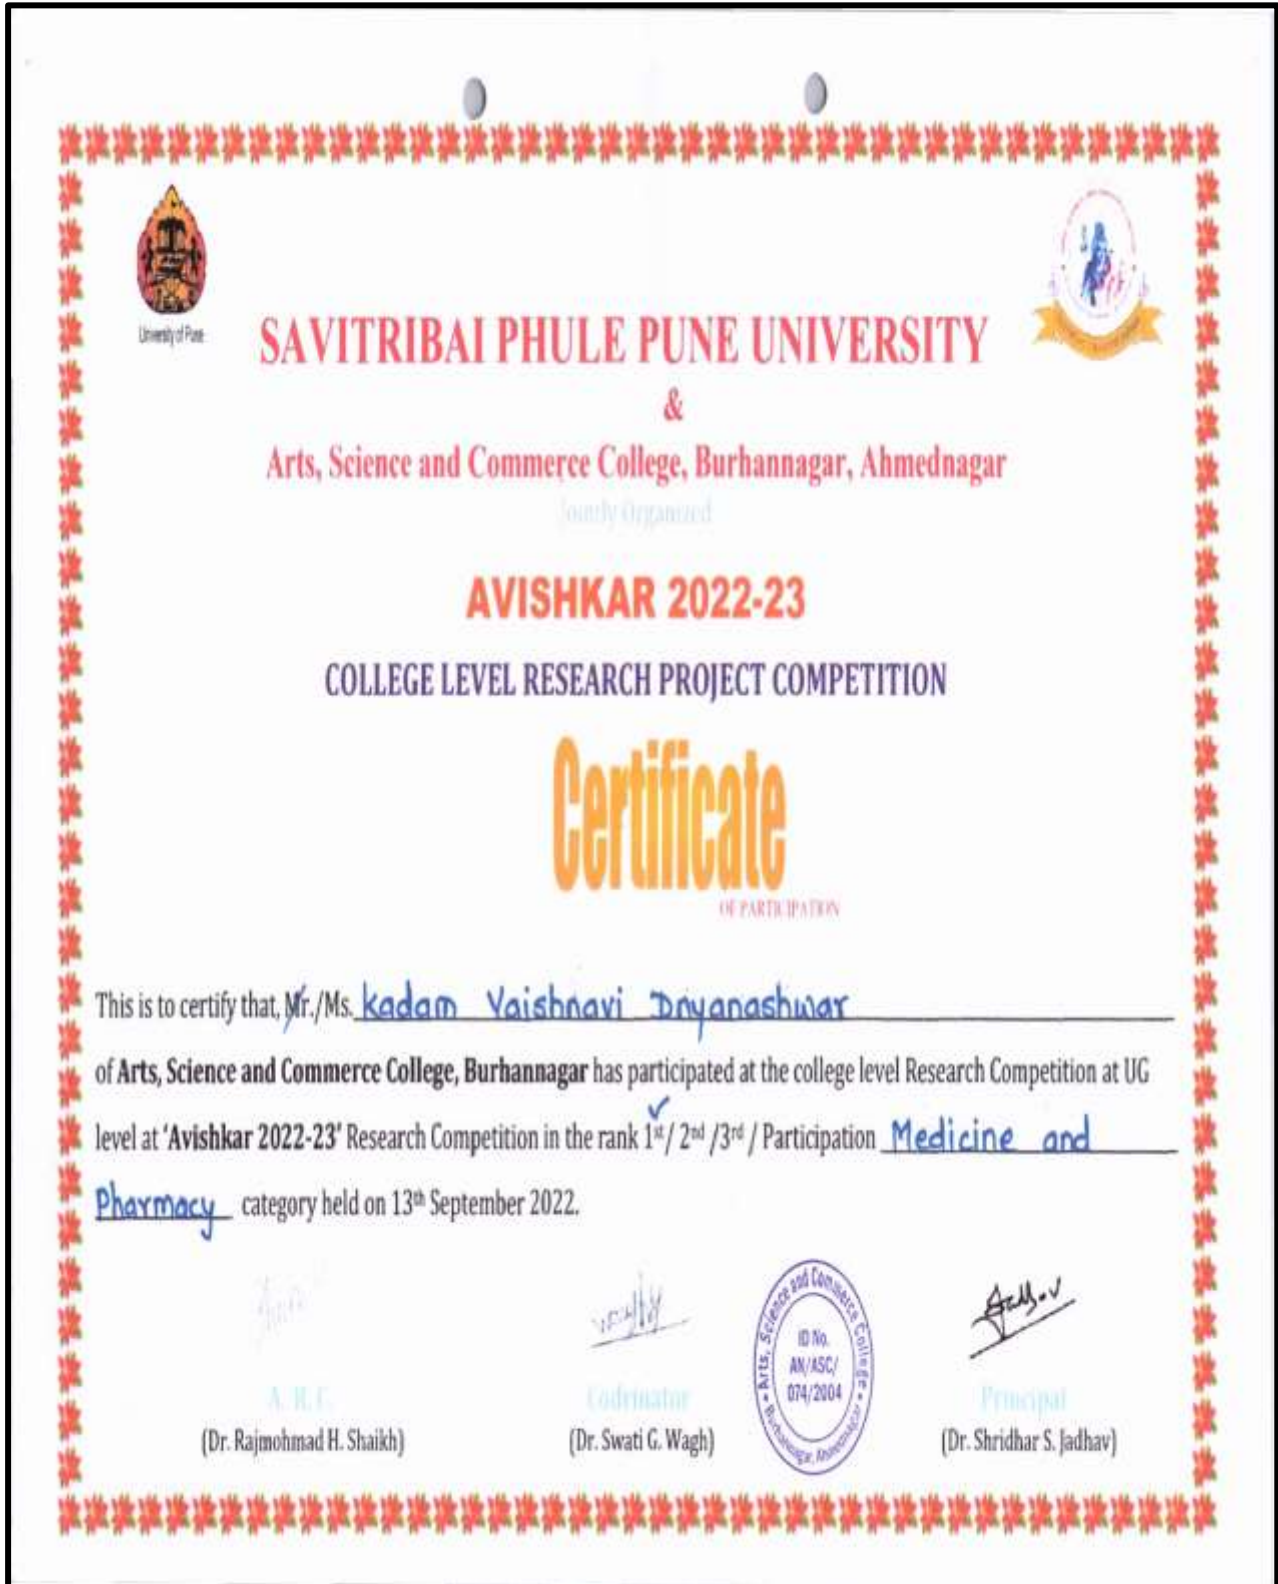 University of Pune
SAVITRIBAI PHULE PUNE UNIVERSITY
&
Arts, Science and Commerce College, Burhannagar, Ahmednagar
Jointly Organized
AVISHKAR 2022-23
COLLEGE LEVEL RESEARCH PROJECT COMPETITION
Certificate
OF PARTICIPATION
This is to certify that, Mr./Ms. Kadam Vaishnavi Dnyanashwar
of Arts, Science and Commerce College, Burhannagar has participated at the college level Research Competition at UG
level at 'Avishkar 2022-23' Research Competition in the rank 1st/ 2nd /3rd / Participation Medicine and
Pharmacy category held on 13th September 2022.
Arts, Science and Commerce College
Burhannagar, Ahmednagar
ID No.
AN/ASC/
074/2004
A. R. C. Codrinator Principal
(Dr. Rajmohmad H. Shaikh) (Dr. Swati G. Wagh) (Dr. Shridhar S. Jadhav)